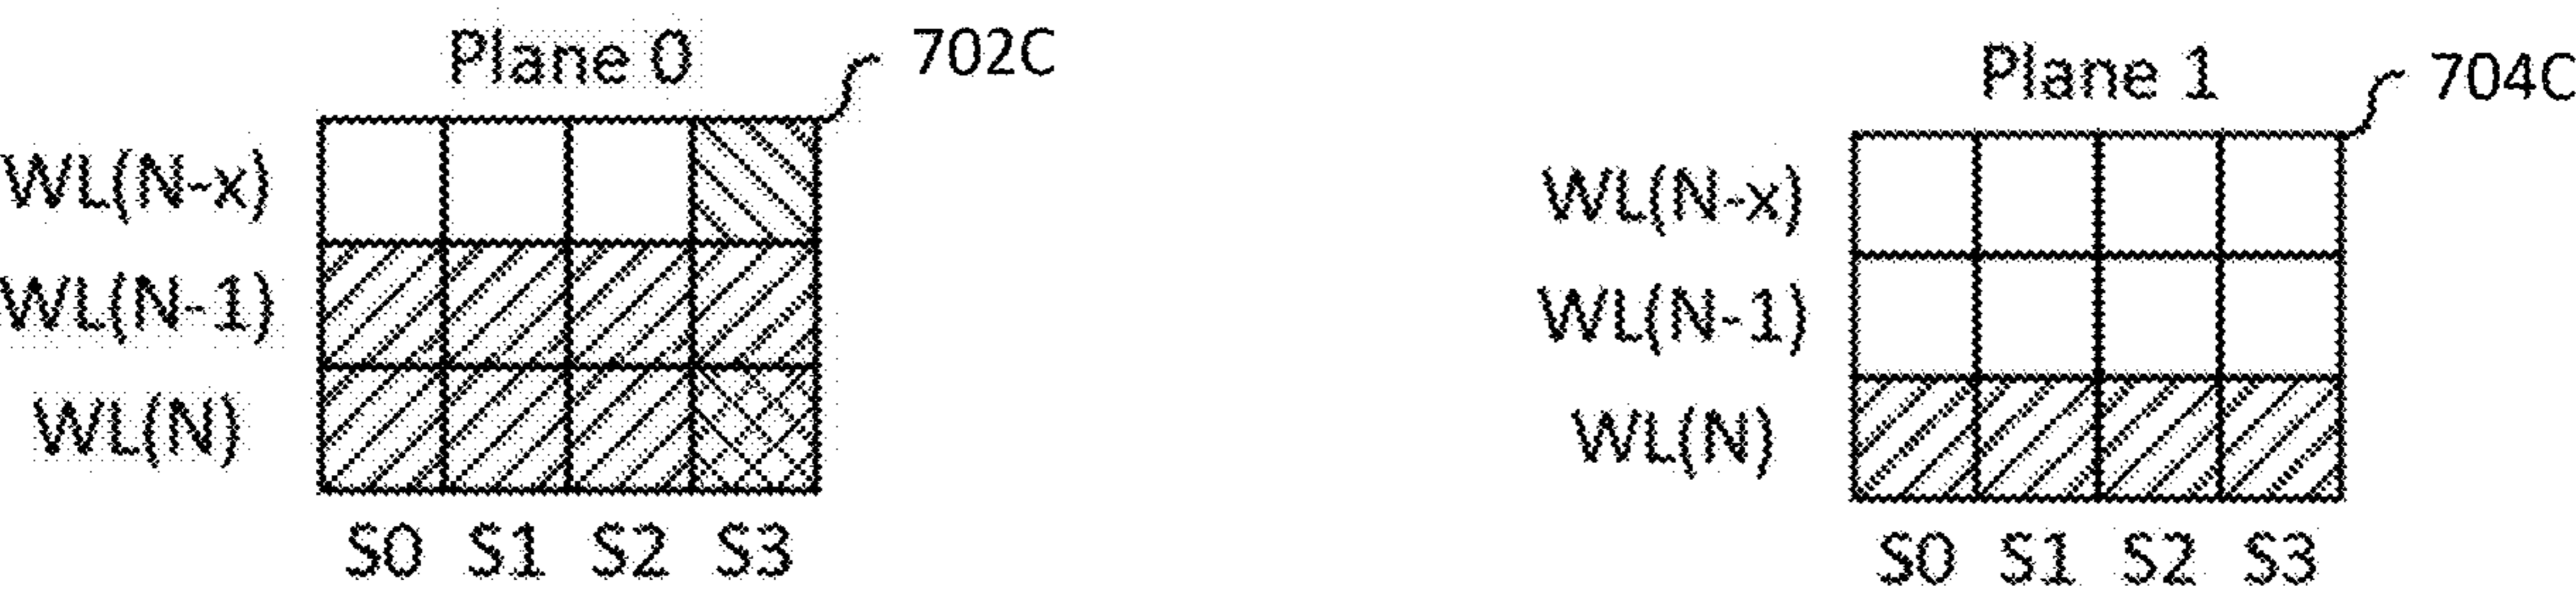 Plane 0 702C
WL(N-x)
WL(N-1)
WL(N)
S0 S1 S2 S3
Plane 1 704C
WL(N-x)
WL(N-1)
WL(N)
S0 S1 S2 S3